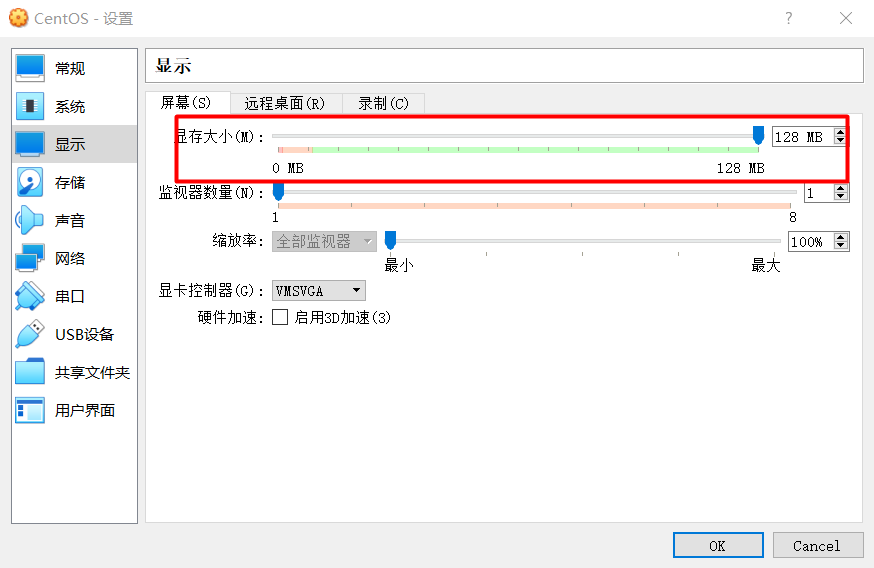 CentOS - 设置
?
常规
系统
显示
存储
声音
网络
串口
USB设备
共享文件夹
用户界面
显示
屏幕(S) 远程桌面(R) 录制(C)
显存大小(M): 128 MB
0 MB 128 MB
监视器数量(N): 1
1 8
缩放率: 全部监视器 100%
最小 最大
显卡控制器(G): VMSVGA
硬件加速: 启用3D加速(3)
OK Cancel